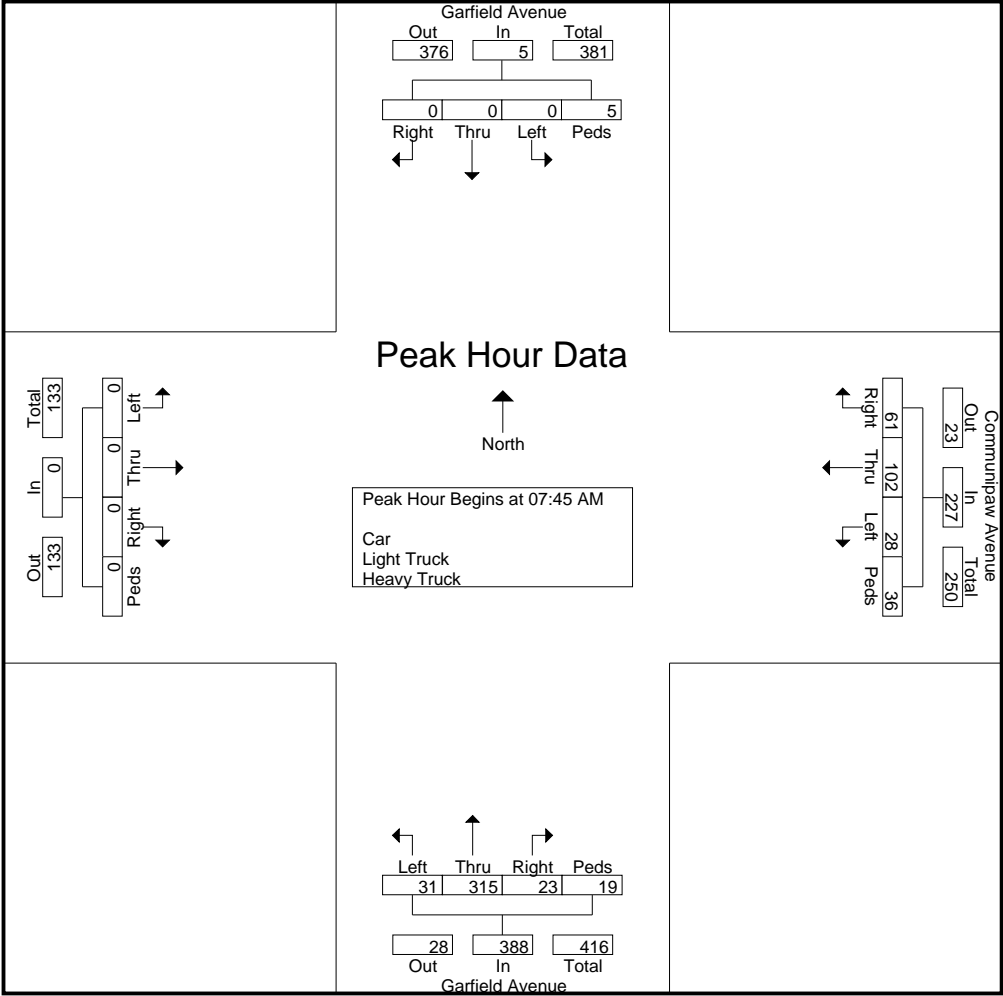 Garfield Avenue
Out In Total
376 5 381
0 0 0 5
Right Thru Left Peds
Peak Hour Data
North
Peak Hour Begins at 07:45 AM
Car
Light Truck
Heavy Truck
Total In Out
133 0 133
0 0 0 0
Left Thru Right Peds
Communipaw Avenue
Out In Total
23 227 250
61 102 28 36
Right Thru Left Peds
Left Thru Right Peds
31 315 23 19
28 388 416
Out In Total
Garfield Avenue